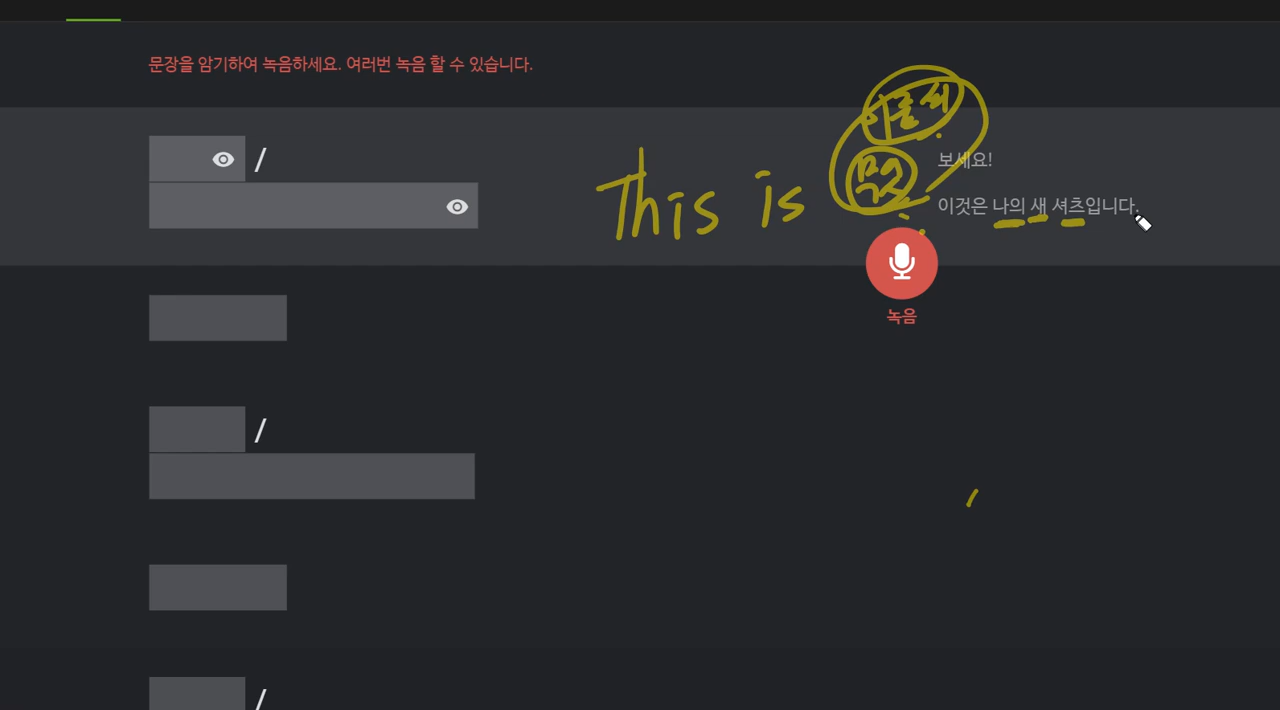 문장을 암기하여 녹음하세요. 여러번 녹음 할 수 있습니다.
/
보세요!
This is
이것은 나의 새 셔츠입니다.
녹음
/
/